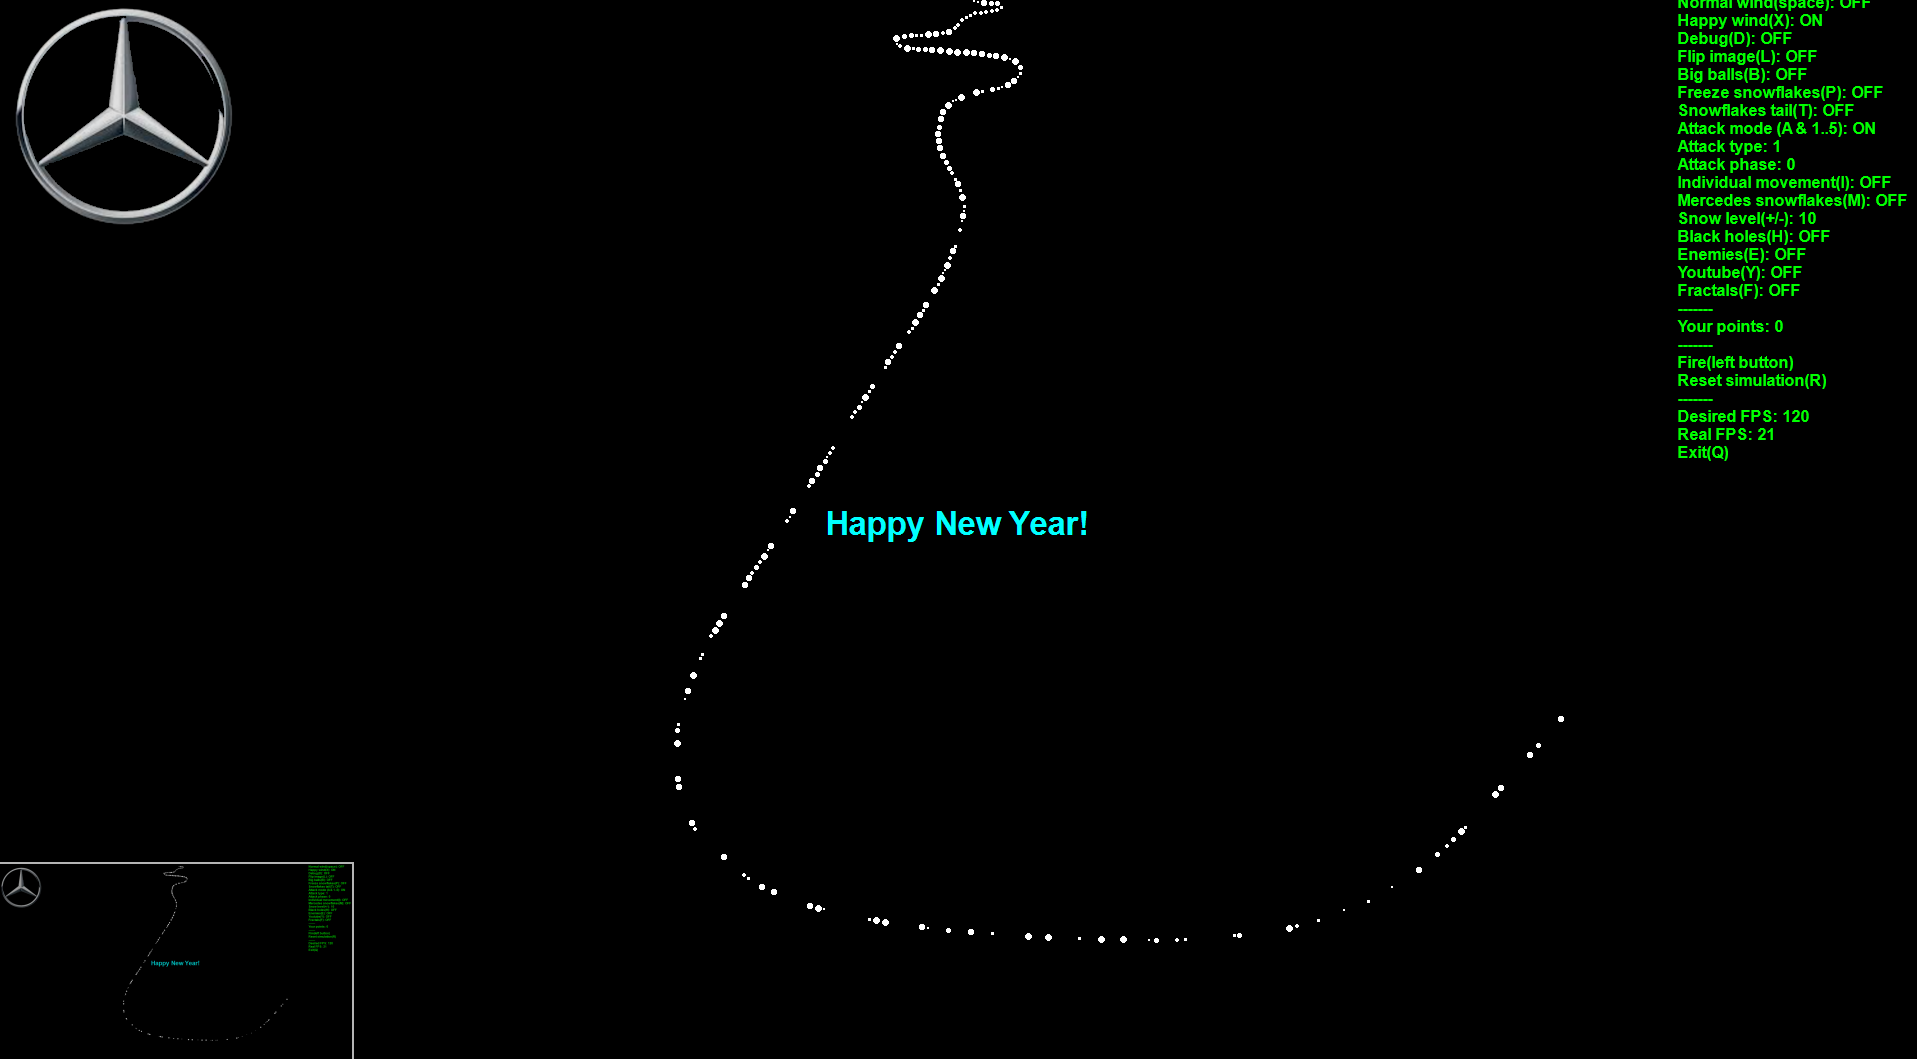 Normal wind(space): OFF
Happy wind(X): ON
Debug(D): OFF
Flip image(L): OFF
Big balls(B): OFF
Freeze snowflakes(P): OFF
Snowflakes tail(T): OFF
Attack mode (A & 1..5): ON
Attack type: 1
Attack phase: 0
Individual movement(I): OFF
Mercedes snowflakes(M): OFF
Snow level(+/-): 10
Black holes(H): OFF
Enemies(E): OFF
Youtube(Y): OFF
Fractals(F): OFF
-------
Your points: 0
-------
Fire(left button)
Reset simulation(R)
-------
Desired FPS: 120
Real FPS: 21
Exit(Q)
Happy New Year!
Happy New Year!